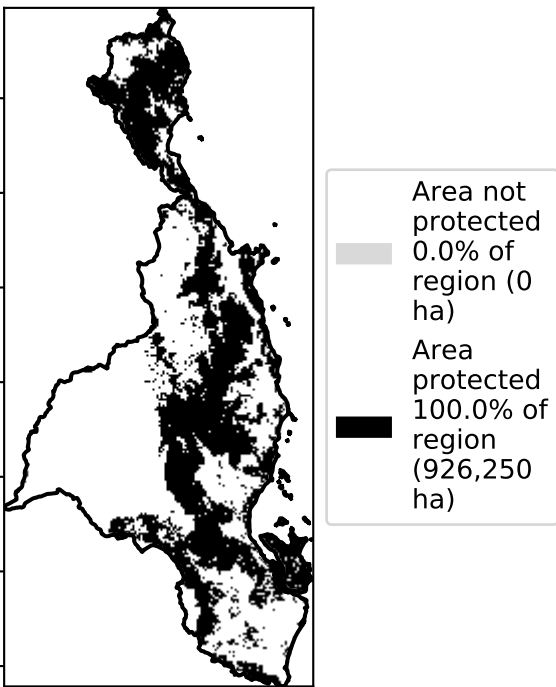 Area not
protected
0.0% of
region (0
ha)
Area
protected
100.0% of
region
(926,250
ha)